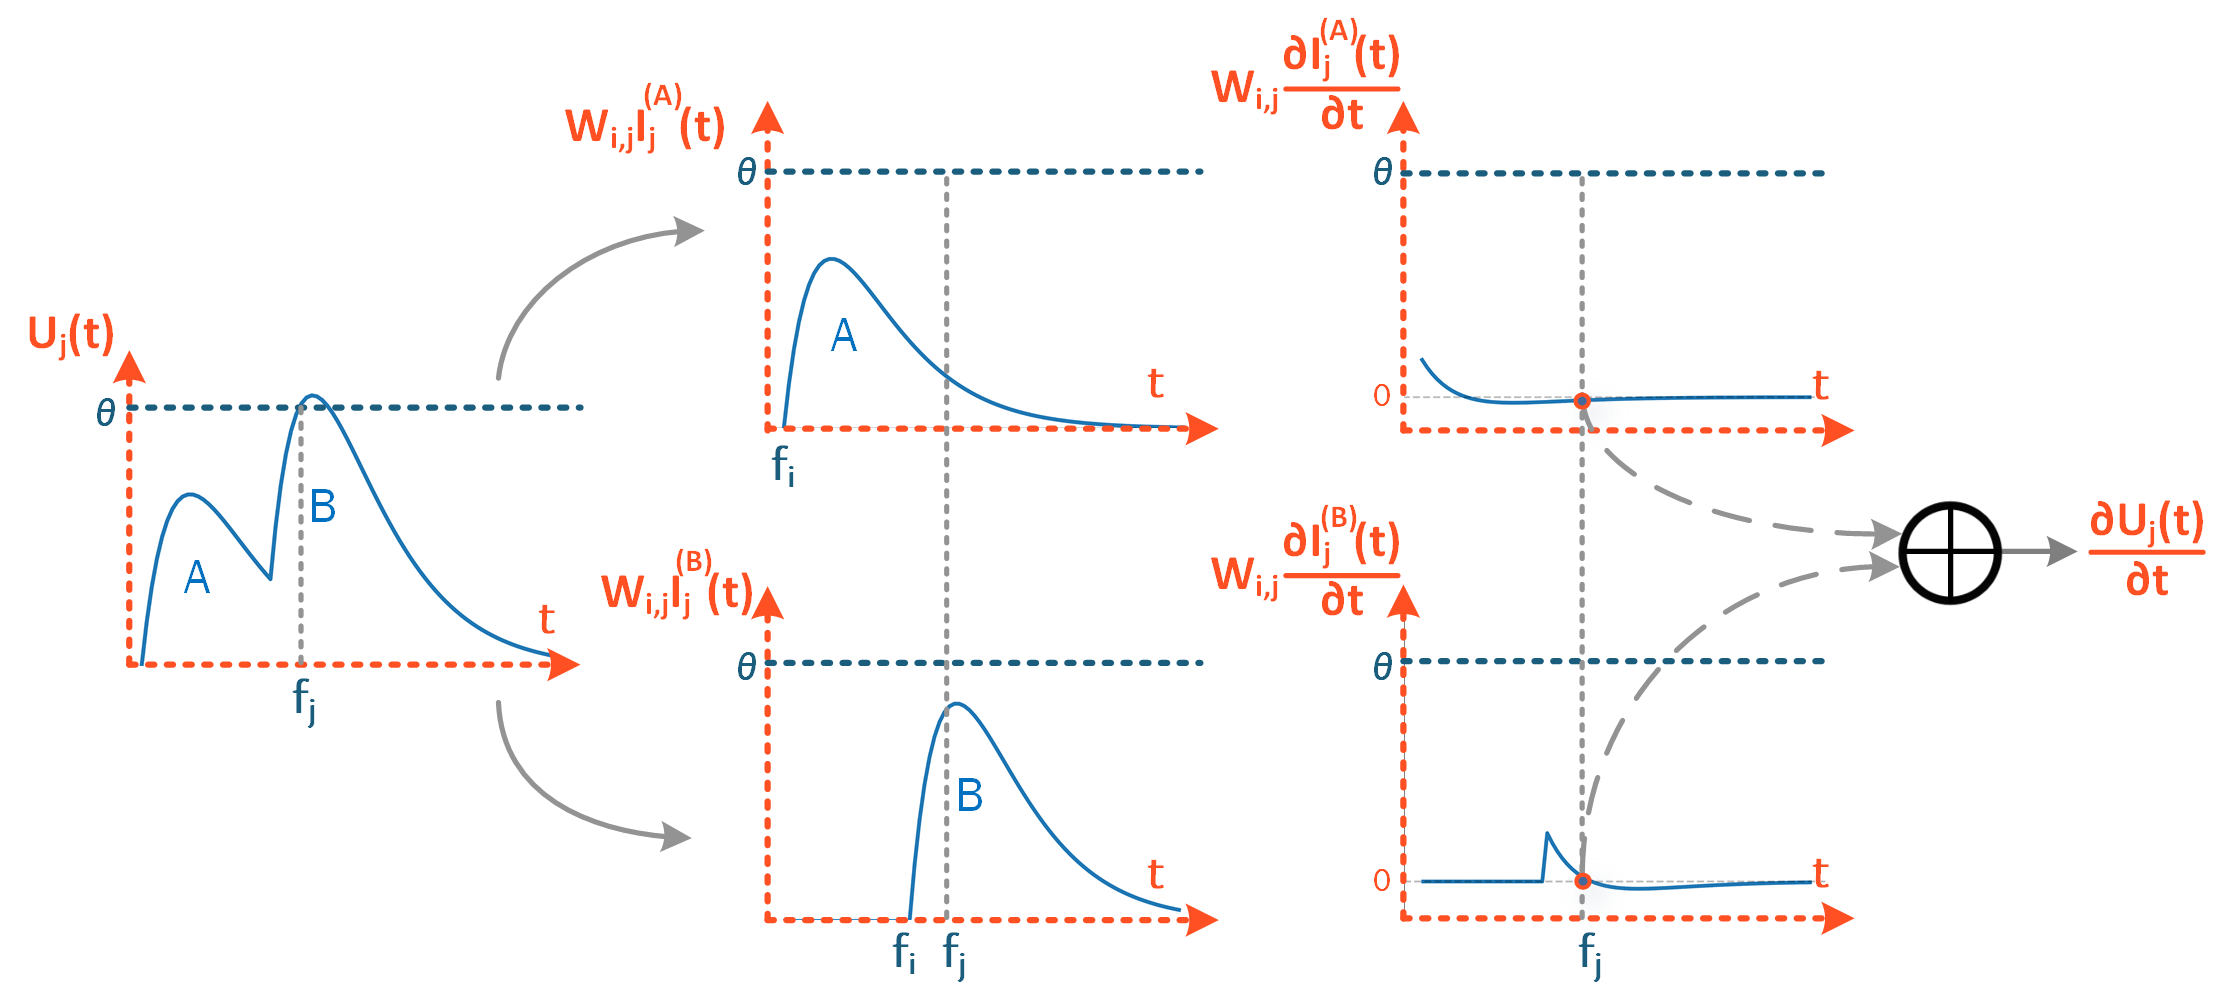 Uj(t)
θ
A
B
t
fj
Wi,jIj(A)(t)
θ
A
t
fi
Wi,jIj(B)(t)
θ
B
t
fi fj
Wi,j ∂Ij(A)(t)
∂t
θ
0
t
Wi,j ∂Ij(B)(t)
∂t
θ
0
t
fj
∂Uj(t)
∂t